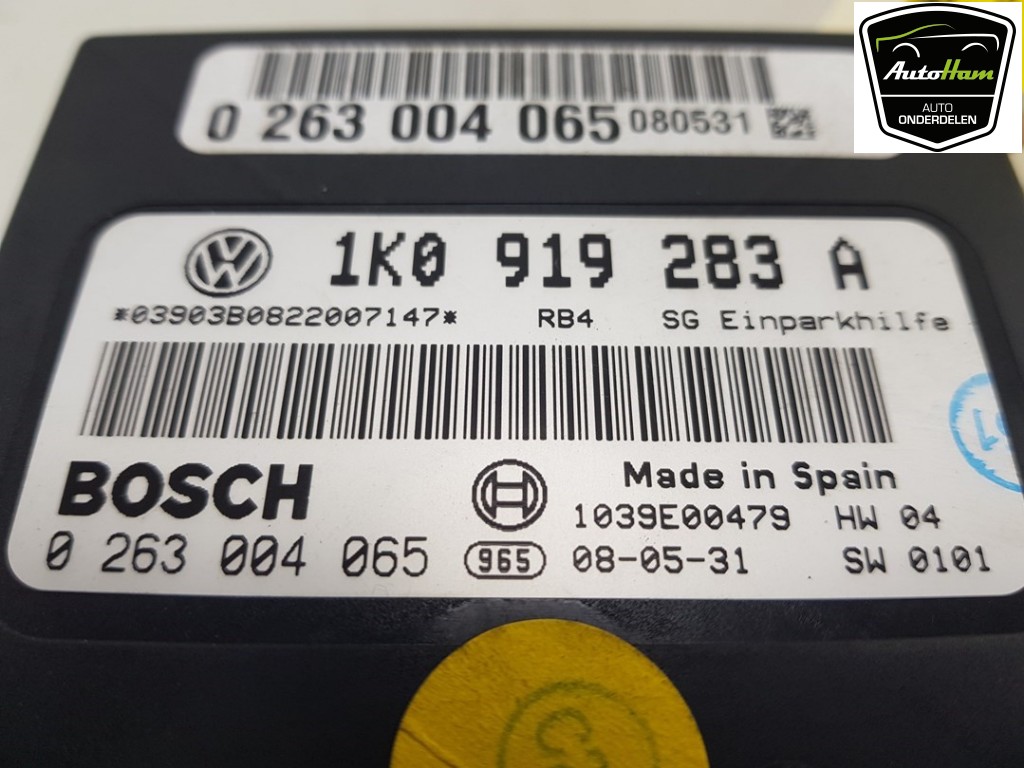 AutoHam
AUTO
ONDERDELEN
0 263 004 065 080531
1K0 919 283 A
*03903B0822007147* RB4 SG Einparkhilfe
BOSCH
Made in Spain
1039E00479 HW 04
0 263 004 065 965 08-05-31 SW 0101